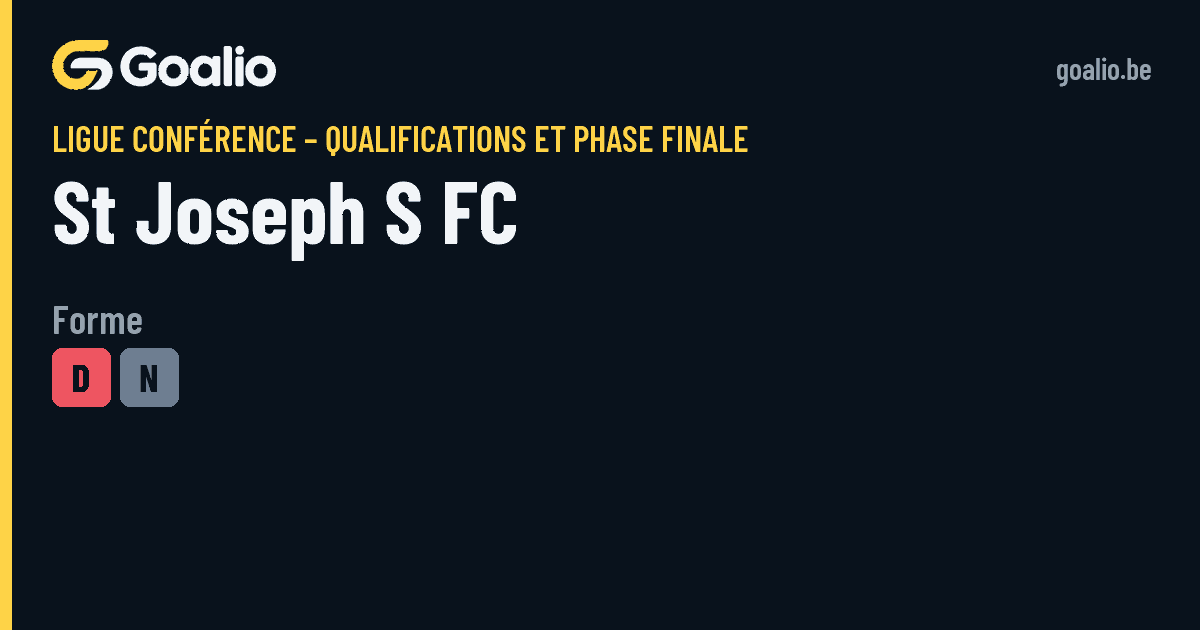 Goalio
goalio.be
LIGUE CONFÉRENCE – QUALIFICATIONS ET PHASE FINALE
St Joseph S FC
Forme
D N